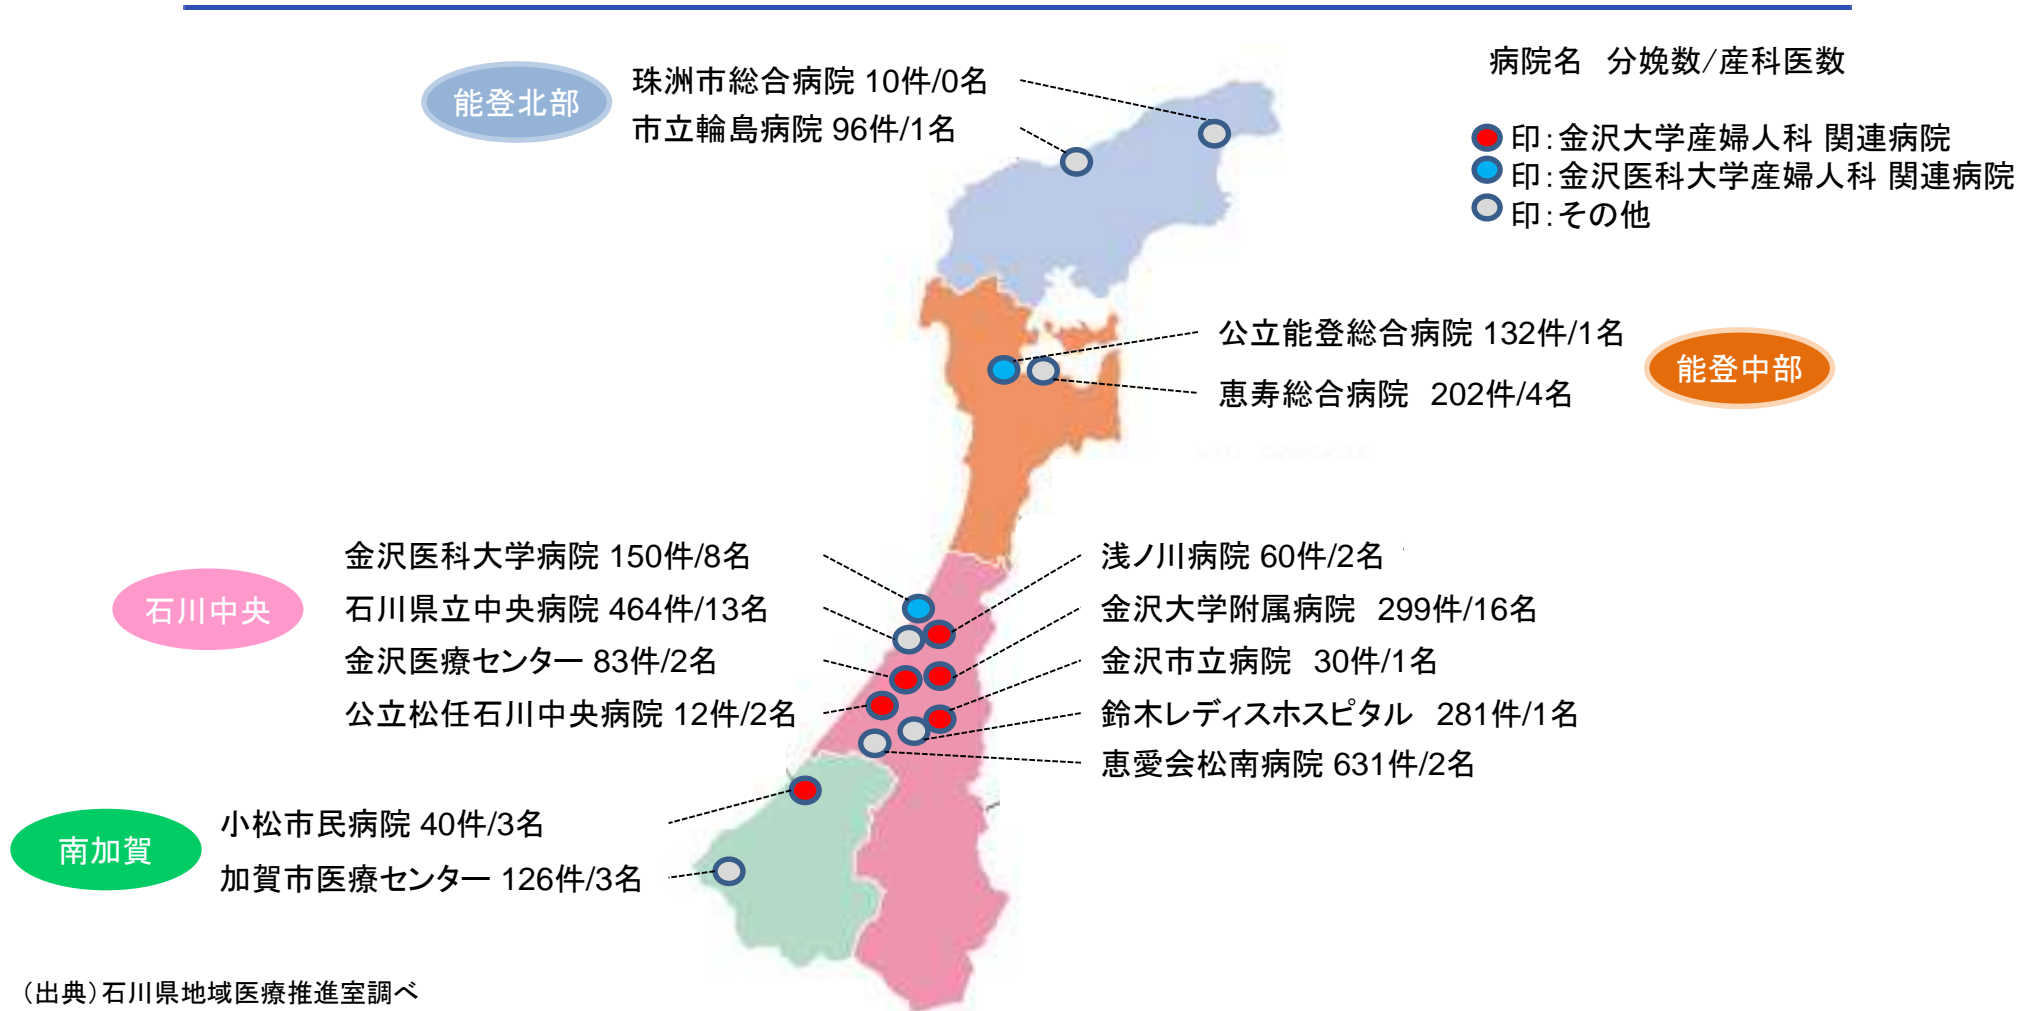 病院名 分娩数/産科医数
印:金沢大学産婦人科 関連病院
印:金沢医科大学産婦人科 関連病院
印:その他
能登北部
珠洲市総合病院 10件/0名
市立輪島病院 96件/1名
公立能登総合病院 132件/1名
恵寿総合病院 202件/4名
能登中部
石川中央
金沢医科大学病院 150件/8名
石川県立中央病院 464件/13名
金沢医療センター 83件/2名
公立松任石川中央病院 12件/2名
浅ノ川病院 60件/2名
金沢大学附属病院 299件/16名
金沢市立病院 30件/1名
鈴木レディスホスピタル 281件/1名
恵愛会松南病院 631件/2名
南加賀
小松市民病院 40件/3名
加賀市医療センター 126件/3名
(出典)石川県地域医療推進室調べ